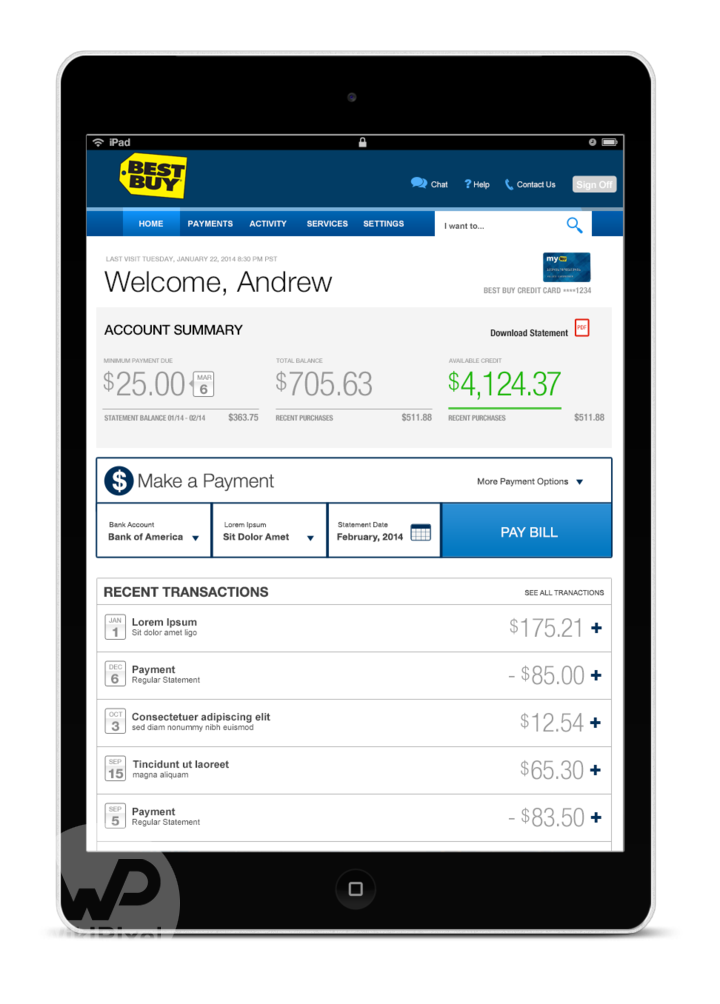 iPad
BEST
BUY
Chat
? Help
Contact Us
Sign Off
HOME
PAYMENTS
ACTIVITY
SERVICES
SETTINGS
I want to...
LAST VISIT TUESDAY, JANUARY 22, 2014 8:30 PM PST
Welcome, Andrew
my
BEST BUY CREDIT CARD ****1234
ACCOUNT SUMMARY
Download Statement
PDF
MINIMUM PAYMENT DUE
$25.00
MAR
6
STATEMENT BALANCE 01/14 - 02/14 $363.75
TOTAL BALANCE
$705.63
RECENT PURCHASES $511.88
AVAILABLE CREDIT
$4,124.37
RECENT PURCHASES $511.88
$ Make a Payment
More Payment Options
Bank Account
Bank of America
Lorem Ipsum
Sit Dolor Amet
Statement Date
February, 2014
PAY BILL
RECENT TRANSACTIONS
SEE ALL TRANACTIONS
JAN
1
Lorem Ipsum
Sit dolor amet ligo
$175.21 +
DEC
6
Payment
Regular Statement
- $85.00 +
OCT
3
Consectetuer adipiscing elit
sed diam nonummy nibh euismod
$12.54 +
SEP
15
Tincidunt ut laoreet
magna aliquam
$65.30 +
SEP
5
Payment
Regular Statement
- $83.50 +
WP